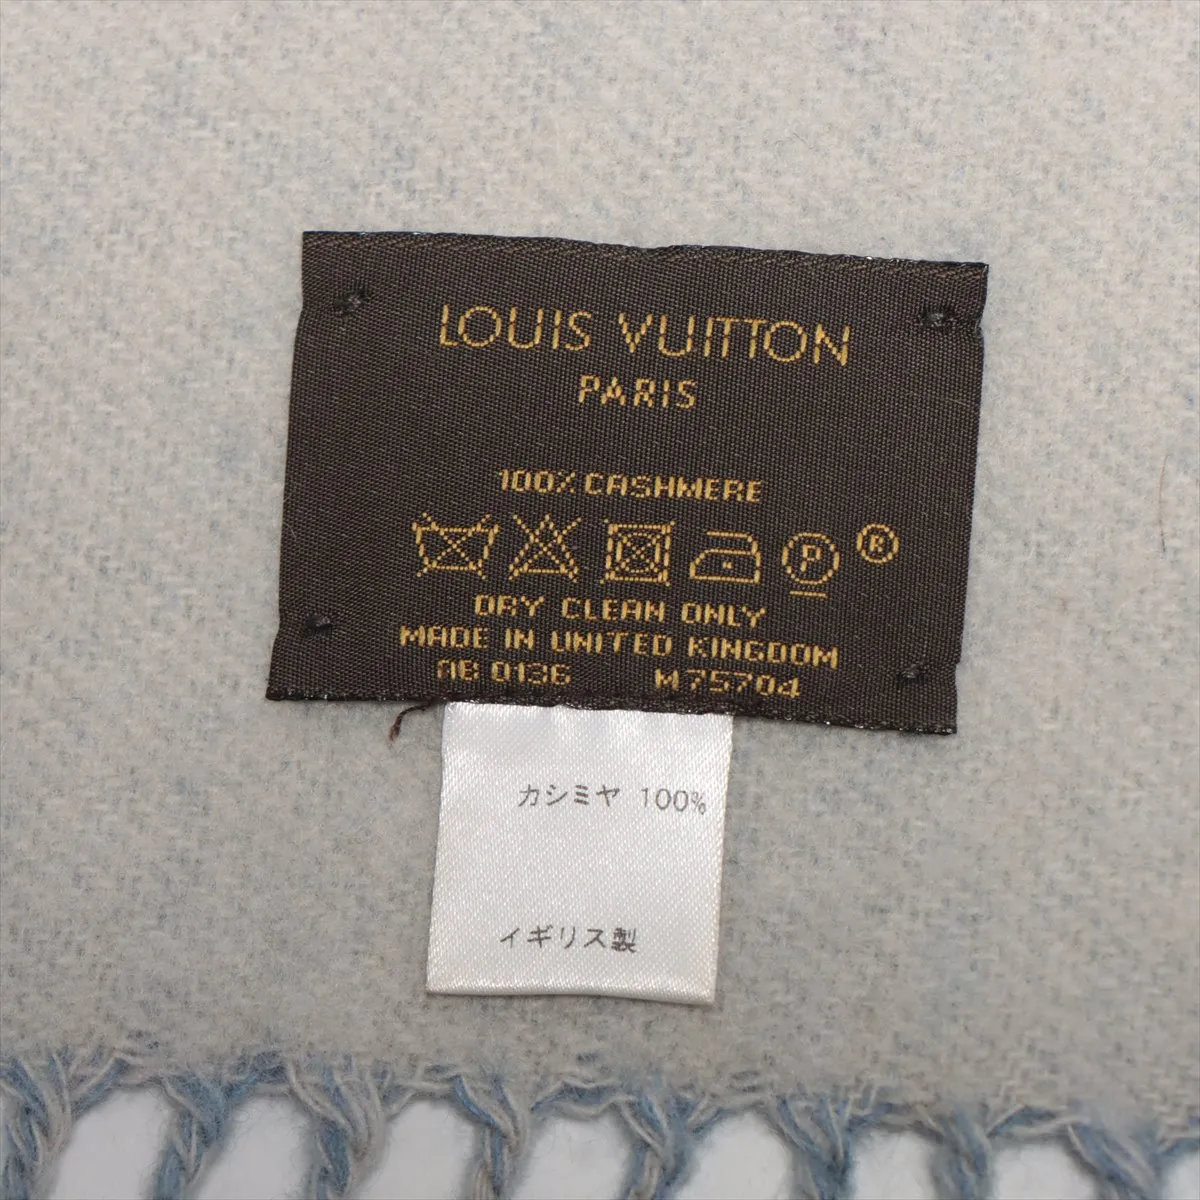 LOUIS VUITTON
PARIS
100% CASHMERE
P ®
DRY CLEAN ONLY
MADE IN UNITED KINGDOM
AB 0136 M75704
カシミヤ 100%
イギリス製